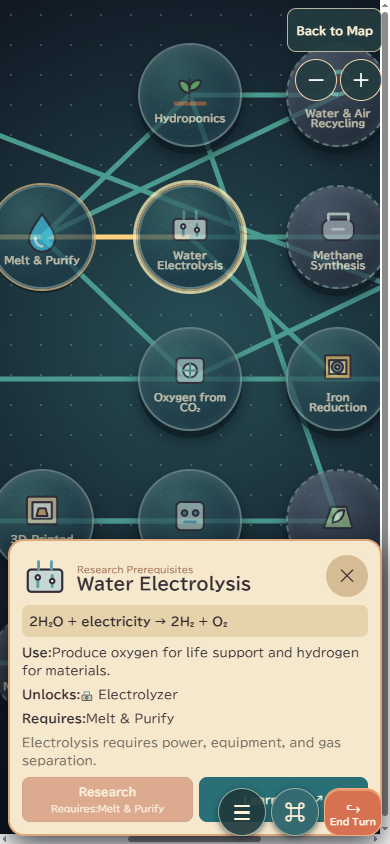 Back to Map
Hydroponics
Water & Air
Recycling
Melt & Purify
Water
Electrolysis
Methane
Synthesis
Oxygen from
CO₂
Iron
Reduction
3D Printed
Research Prerequisites
Water Electrolysis
2H₂O + electricity → 2H₂ + O₂
Use:Produce oxygen for life support and hydrogen
for materials.
Unlocks: Electrolyzer
Requires:Melt & Purify
Electrolysis requires power, equipment, and gas
separation.
Research
Requires:Melt & Purify
End Turn